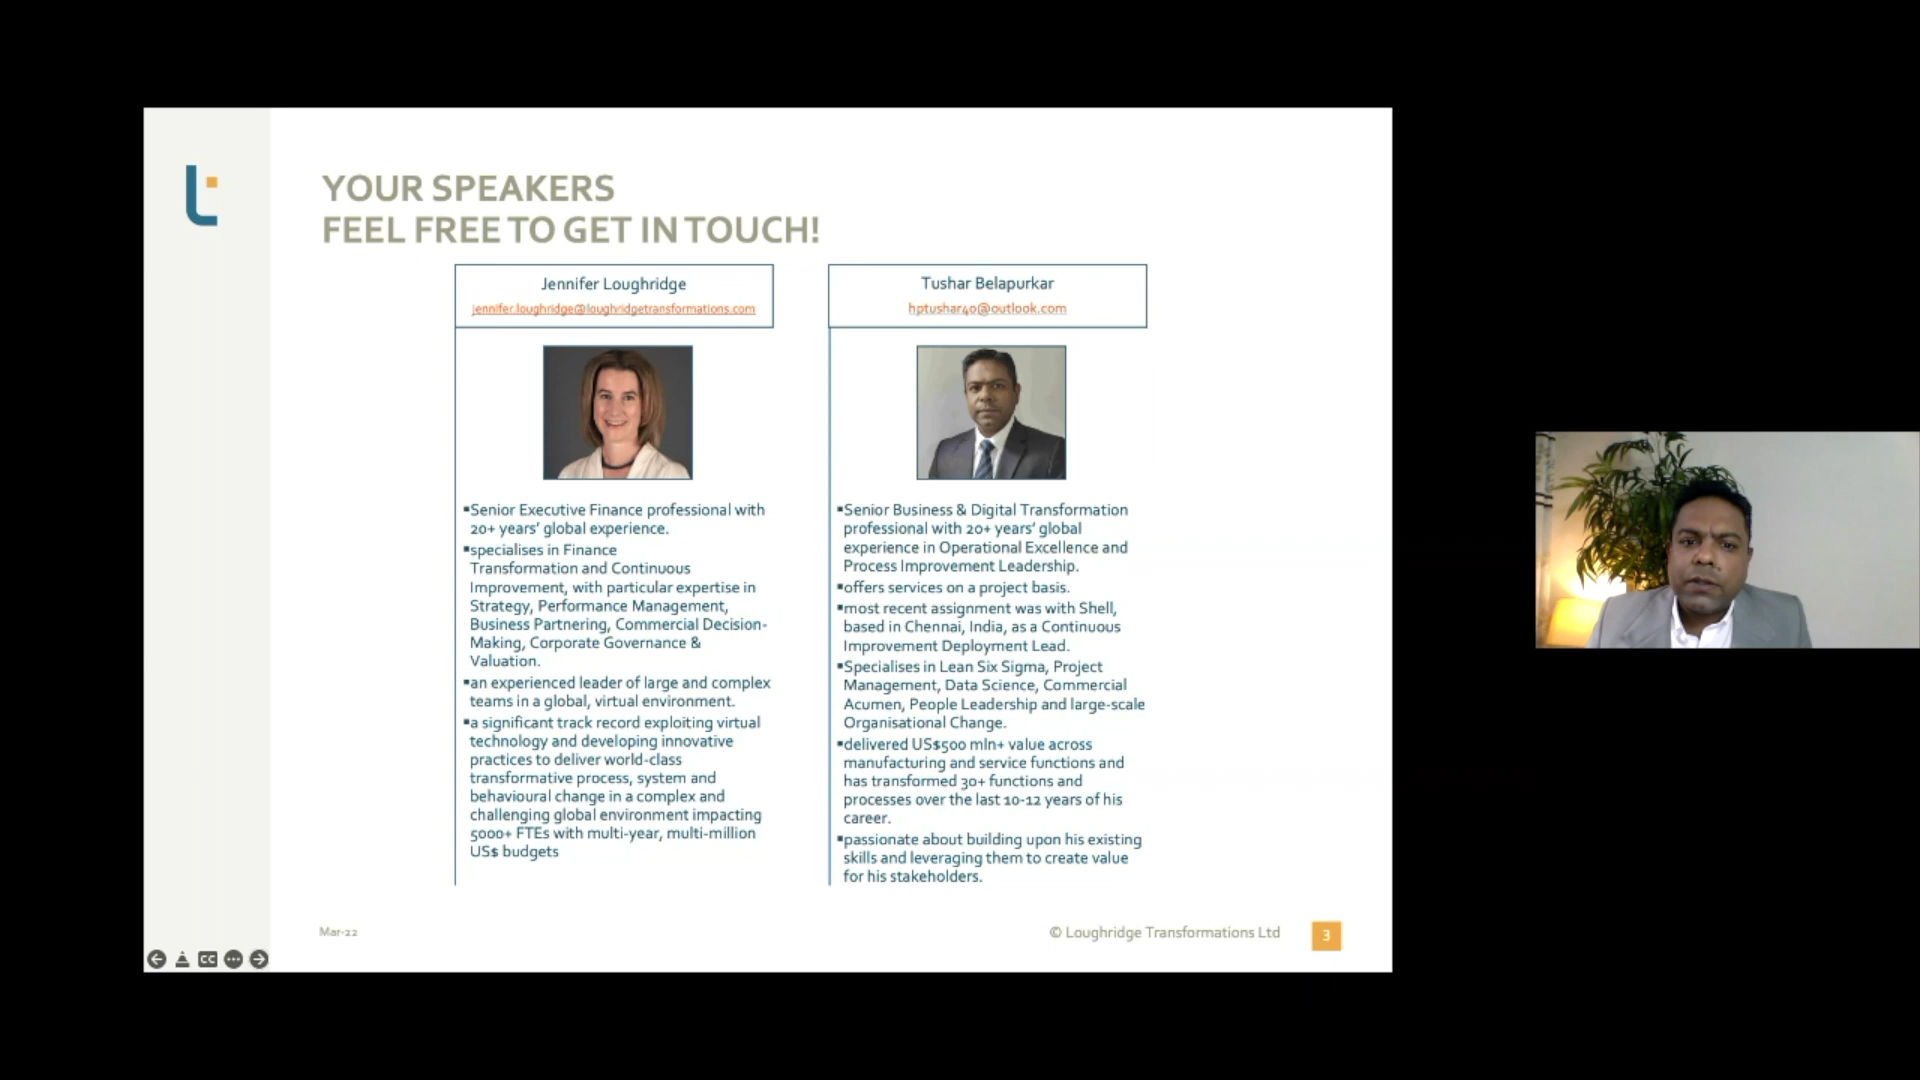 YOUR SPEAKERS
FEEL FREE TO GET IN TOUCH!
Jennifer Loughridge
jennifer.loughridge@loughridgetransformations.com
▪Senior Executive Finance professional with
20+ years’ global experience.
▪specialises in Finance
Transformation and Continuous
Improvement, with particular expertise in
Strategy, Performance Management,
Business Partnering, Commercial Decision-
Making, Corporate Governance &
Valuation.
▪an experienced leader of large and complex
teams in a global, virtual environment.
▪a significant track record exploiting virtual
technology and developing innovative
practices to deliver world-class
transformative process, system and
behavioural change in a complex and
challenging global environment impacting
5000+ FTEs with multi-year, multi-million
US$ budgets
Tushar Belapurkar
hptushar40@outlook.com
▪Senior Business & Digital Transformation
professional with 20+ years’ global
experience in Operational Excellence and
Process Improvement Leadership.
▪offers services on a project basis.
▪most recent assignment was with Shell,
based in Chennai, India, as a Continuous
Improvement Deployment Lead.
▪Specialises in Lean Six Sigma, Project
Management, Data Science, Commercial
Acumen, People Leadership and large-scale
Organisational Change.
▪delivered US$500 mln+ value across
manufacturing and service functions and
has transformed 30+ functions and
processes over the last 10-12 years of his
career.
▪passionate about building upon his existing
skills and leveraging them to create value
for his stakeholders.
Mar-22
© Loughridge Transformations Ltd
3
CC